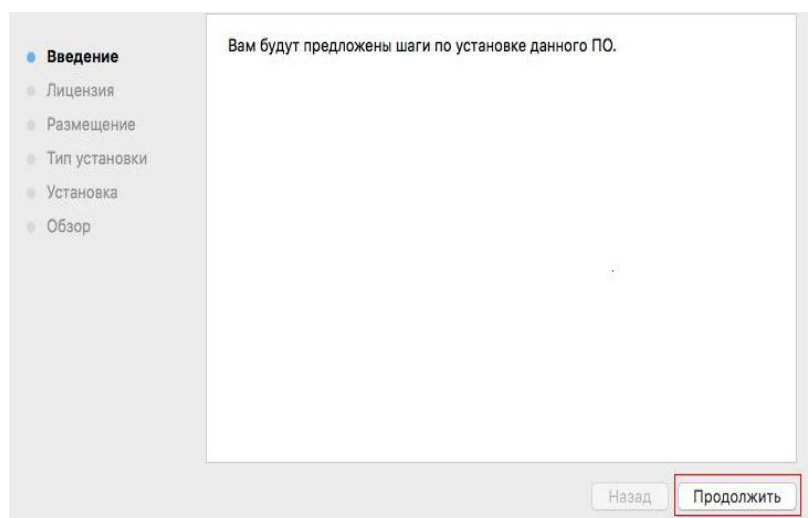 Введение
Лицензия
Размещение
Тип установки
Установка
Обзор
Вам будут предложены шаги по установке данного ПО.
Назад
Продолжить